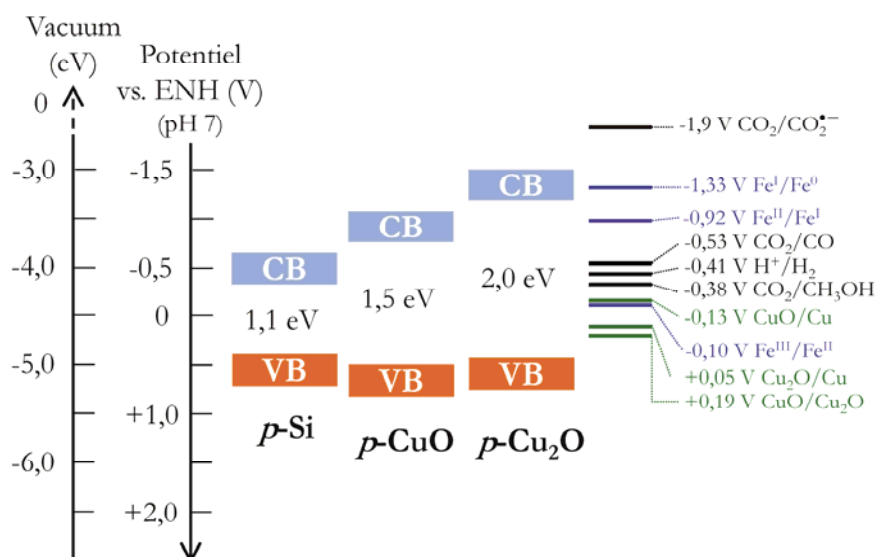 Vacuum
(eV)
Potentiel
vs. ENH (V)
(pH 7)
0
-3,0
-4,0
-5,0
-6,0
-1,5
-0,5
0
+1,0
+2,0
CB
1,1 eV
VB
p-Si
CB
1,5 eV
VB
p-CuO
CB
2,0 eV
VB
p-Cu₂O
-1,9 V CO₂/CO₂•−
-1,33 V Feᴵ/Fe⁰
-0,92 V Feᴵᴵ/Feᴵ
-0,53 V CO₂/CO
-0,41 V H⁺/H₂
-0,38 V CO₂/CH₃OH
-0,13 V CuO/Cu
-0,10 V Feᴵᴵᴵ/Feᴵᴵ
+0,05 V Cu₂O/Cu
+0,19 V CuO/Cu₂O